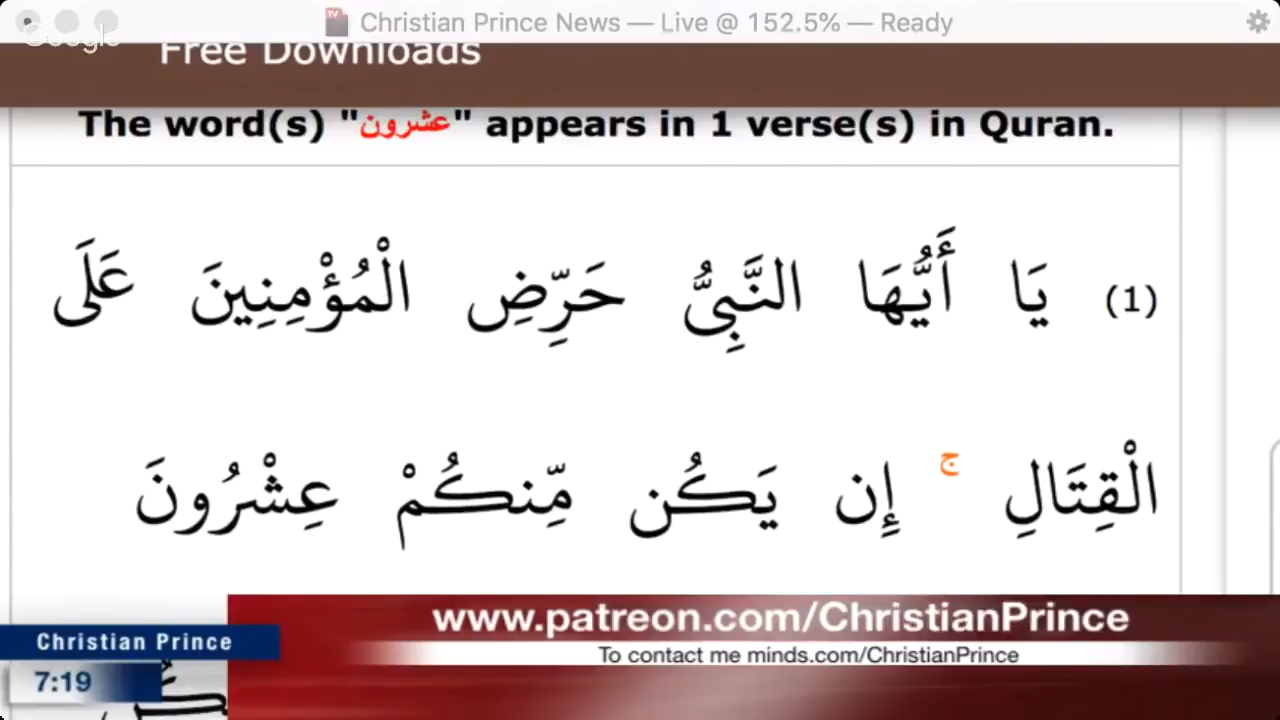 Christian Prince News — Live @ 152.5% — Ready
Google
Free Downloads
The word(s) "عشرون" appears in 1 verse(s) in Quran.
(1) يَا أَيُّهَا النَّبِيُّ حَرِّضِ الْمُؤْمِنِينَ عَلَى
الْقِتَالِ ۚ إِن يَكُن مِّنكُمْ عِشْرُونَ
www.patreon.com/ChristianPrince
Christian Prince
To contact me minds.com/ChristianPrince
7:19